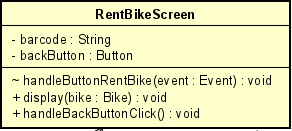 RentBikeScreen
- barcode : String
- backButton : Button
~ handleButtonRentBike(event : Event) : void
+ display(bike : Bike) : void
+ handleBackButtonClick() : void